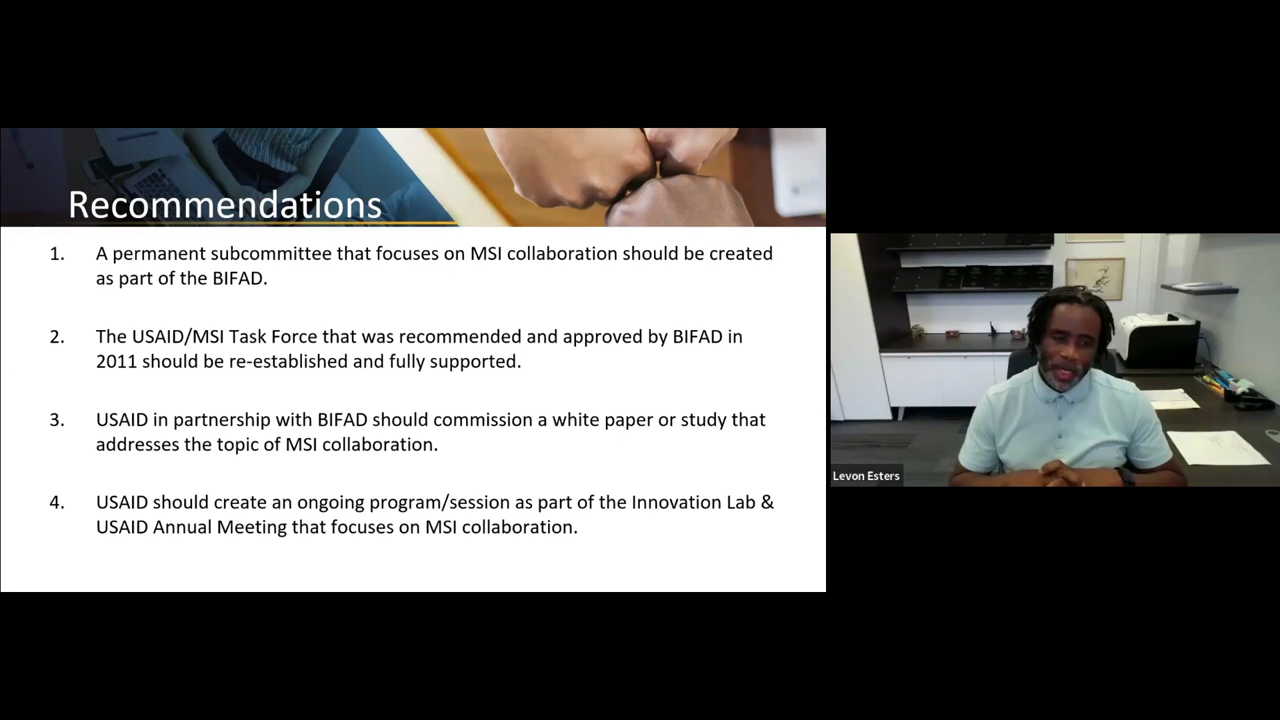 Recommendations
1. A permanent subcommittee that focuses on MSI collaboration should be created
as part of the BIFAD.
2. The USAID/MSI Task Force that was recommended and approved by BIFAD in
2011 should be re-established and fully supported.
3. USAID in partnership with BIFAD should commission a white paper or study that
addresses the topic of MSI collaboration.
4. USAID should create an ongoing program/session as part of the Innovation Lab &
USAID Annual Meeting that focuses on MSI collaboration.
Levon Esters